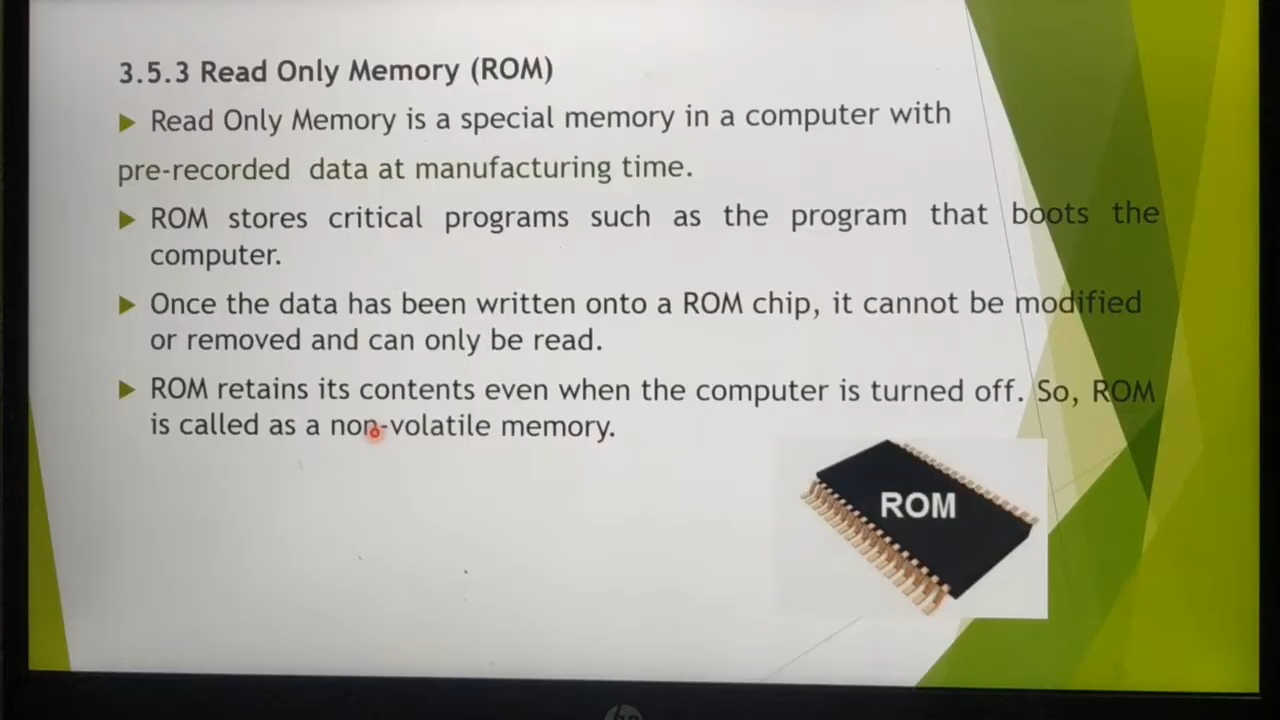 3.5.3 Read Only Memory (ROM)
Read Only Memory is a special memory in a computer with
pre-recorded data at manufacturing time.
ROM stores critical programs such as the program that boots the
computer.
Once the data has been written onto a ROM chip, it cannot be modified
or removed and can only be read.
ROM retains its contents even when the computer is turned off. So, ROM
is called as a non-volatile memory.
ROM
hp